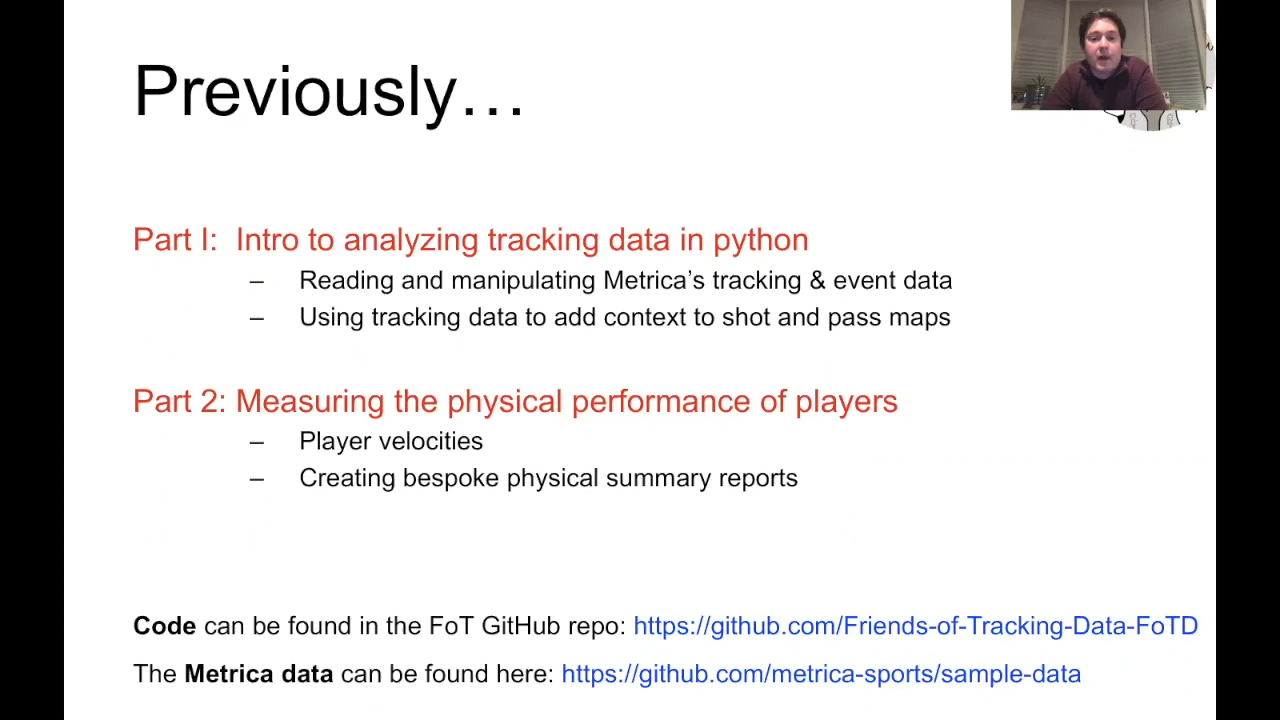 Previously…
Part I: Intro to analyzing tracking data in python
– Reading and manipulating Metrica's tracking & event data
– Using tracking data to add context to shot and pass maps
Part 2: Measuring the physical performance of players
– Player velocities
– Creating bespoke physical summary reports
Code can be found in the FoT GitHub repo: https://github.com/Friends-of-Tracking-Data-FoTD
The Metrica data can be found here: https://github.com/metrica-sports/sample-data